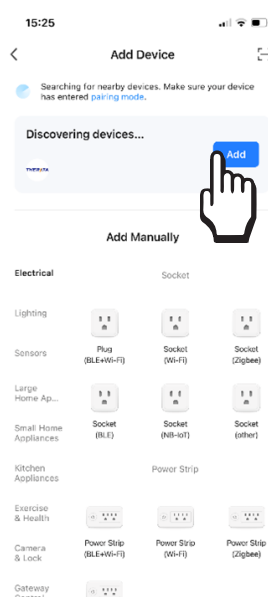 15:25
Add Device
Searching for nearby devices. Make sure your device
has entered pairing mode.
Discovering devices...
Add
Add Manually
Electrical
Socket
Lighting
Plug
(BLE+Wi-Fi)
Socket
(Wi-Fi)
Socket
(Zigbee)
Sensors
Large
Home Ap...
Socket
(BLE)
Socket
(NB-IoT)
Socket
(other)
Small Home
Appliances
Kitchen
Appliances
Power Strip
Exercise
& Health
Power Strip
(BLE+Wi-Fi)
Power Strip
(Wi-Fi)
Power Strip
(Zigbee)
Camera
& Lock
Gateway